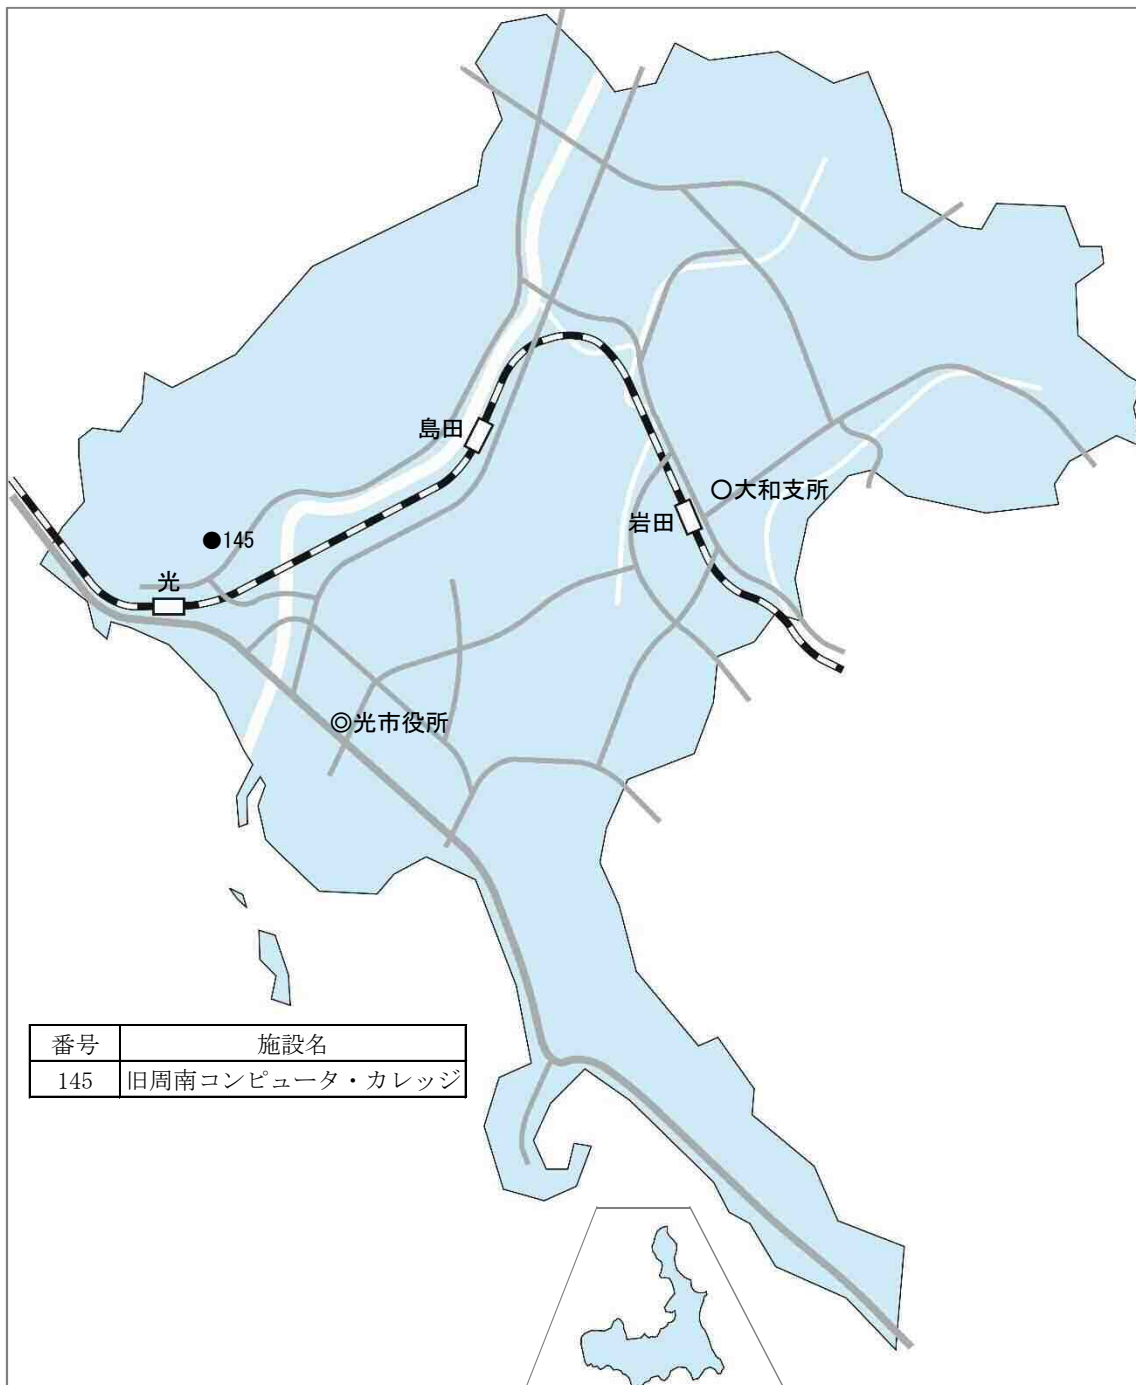 島田
○大和支所
岩田
●145
光
◎光市役所
番号 施設名
145 旧周南コンピュータ・カレッジ